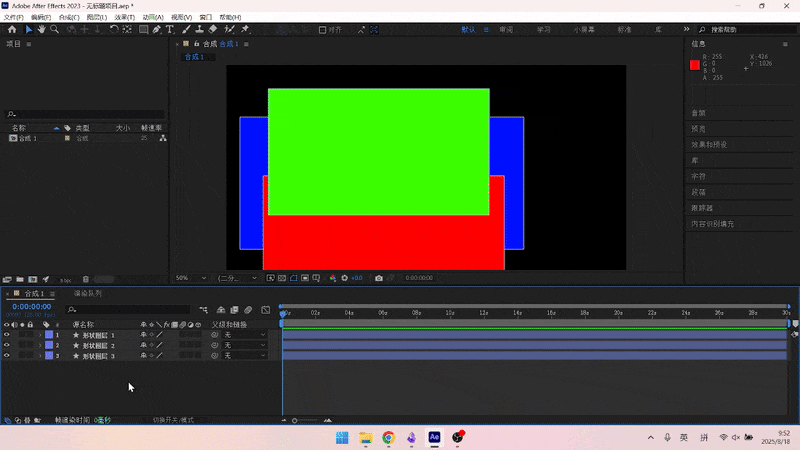 Adobe After Effects 2023 - 无标题项目.aep *
文件(F) 编辑(E) 合成(C) 图层(L) 效果(T) 动画(A) 视图(V) 窗口 帮助(H)
对齐 默认 审阅 学习 小屏幕 标准 库 搜索帮助
项目
合成 合成 1
合成 1
信息
R : 255
G : 0
B : 0
A : 255
X : 426
Y : 1026
名称 类型 大小 帧速率
合成 1 合成
音频
预览
效果和预设
库
字符
段落
跟踪器
内容识别填充
8 bpc
50% (二分... +0.0 0:00:00:00
合成 1 渲染队列
0:00:00:00
源名称 父级和链接
02s 04s 06s 08s 10s 12s 14s 16s 18s 20s 22s 24s 26s 28s 30s
1 形状图层 1 无
2 形状图层 2 无
3 形状图层 3 无
帧渲染时间 0毫秒 切换开关/模式
英 拼
9:52
2025/8/18